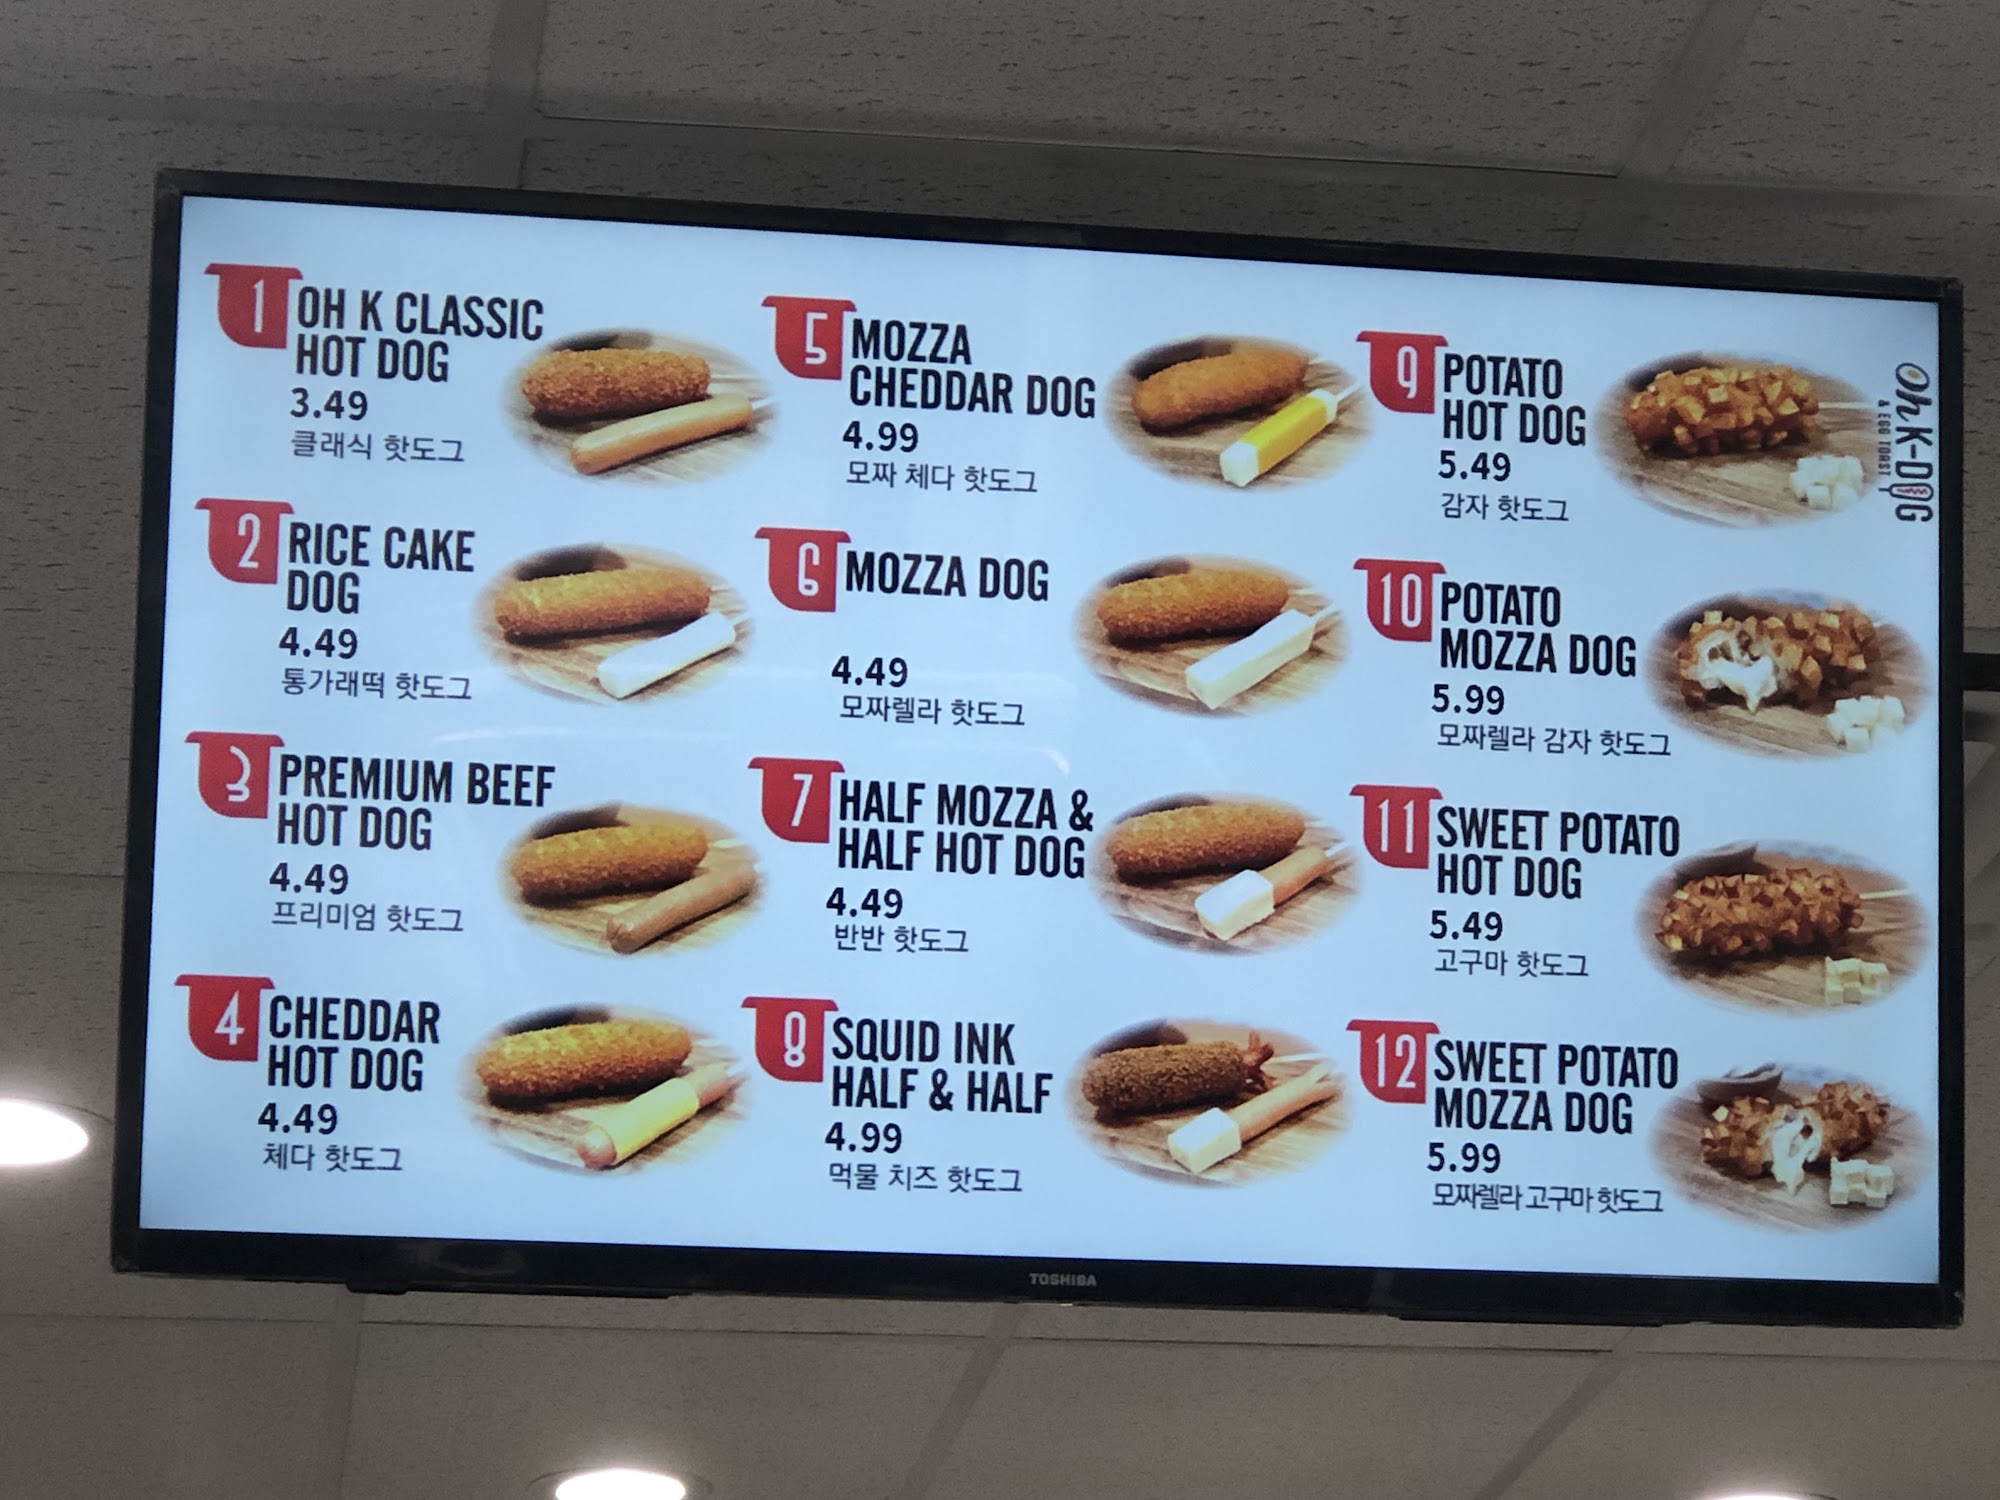 1
OH K CLASSIC
HOT DOG
3.49
클래식 핫도그
2
RICE CAKE
DOG
4.49
통가래떡 핫도그
3
PREMIUM BEEF
HOT DOG
4.49
프리미엄 핫도그
4
CHEDDAR
HOT DOG
4.49
체다 핫도그
5
MOZZA
CHEDDAR DOG
4.99
모짜 체다 핫도그
6
MOZZA DOG
4.49
모짜렐라 핫도그
7
HALF MOZZA &
HALF HOT DOG
4.49
반반 핫도그
8
SQUID INK
HALF & HALF
4.99
먹물 치즈 핫도그
9
POTATO
HOT DOG
5.49
감자 핫도그
10
POTATO
MOZZA DOG
5.99
모짜렐라 감자 핫도그
11
SWEET POTATO
HOT DOG
5.49
고구마 핫도그
12
SWEET POTATO
MOZZA DOG
5.99
모짜렐라 고구마 핫도그
Oh K-DOG
& EGG TOAST
TOSHIBA